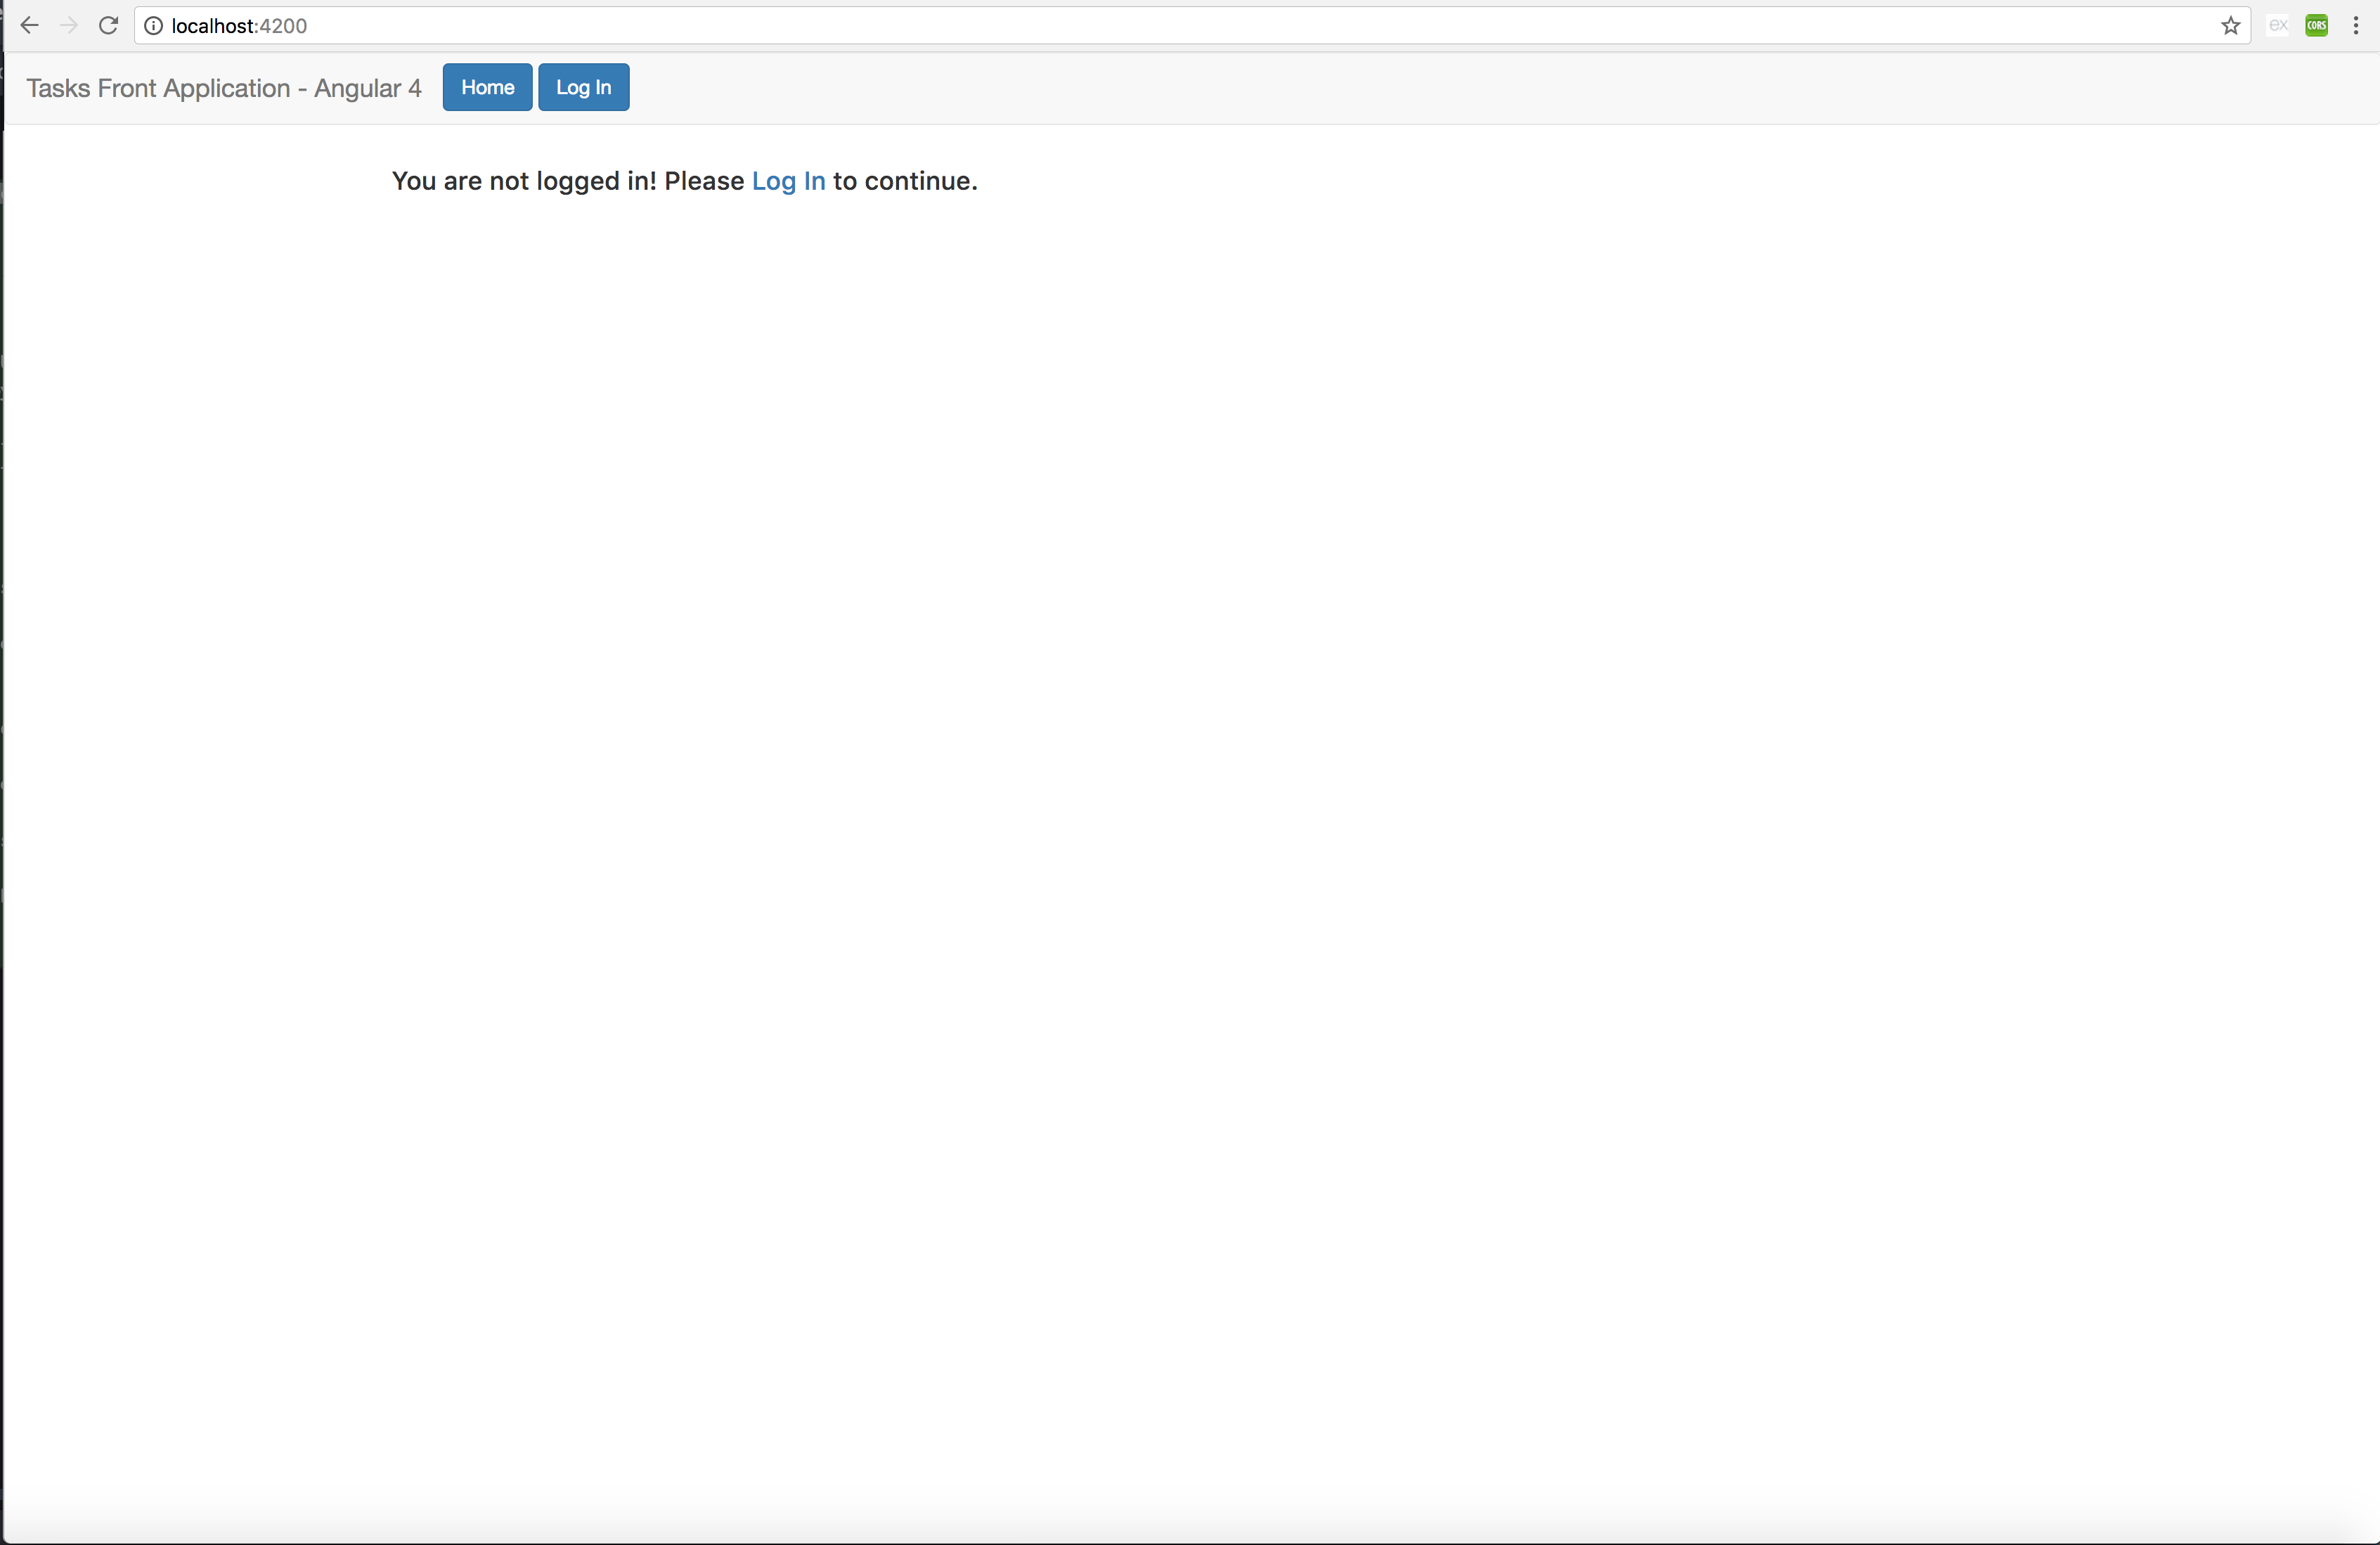 localhost:4200
ex
CORS
Tasks Front Application - Angular 4 Home Log In
You are not logged in! Please Log In to continue.